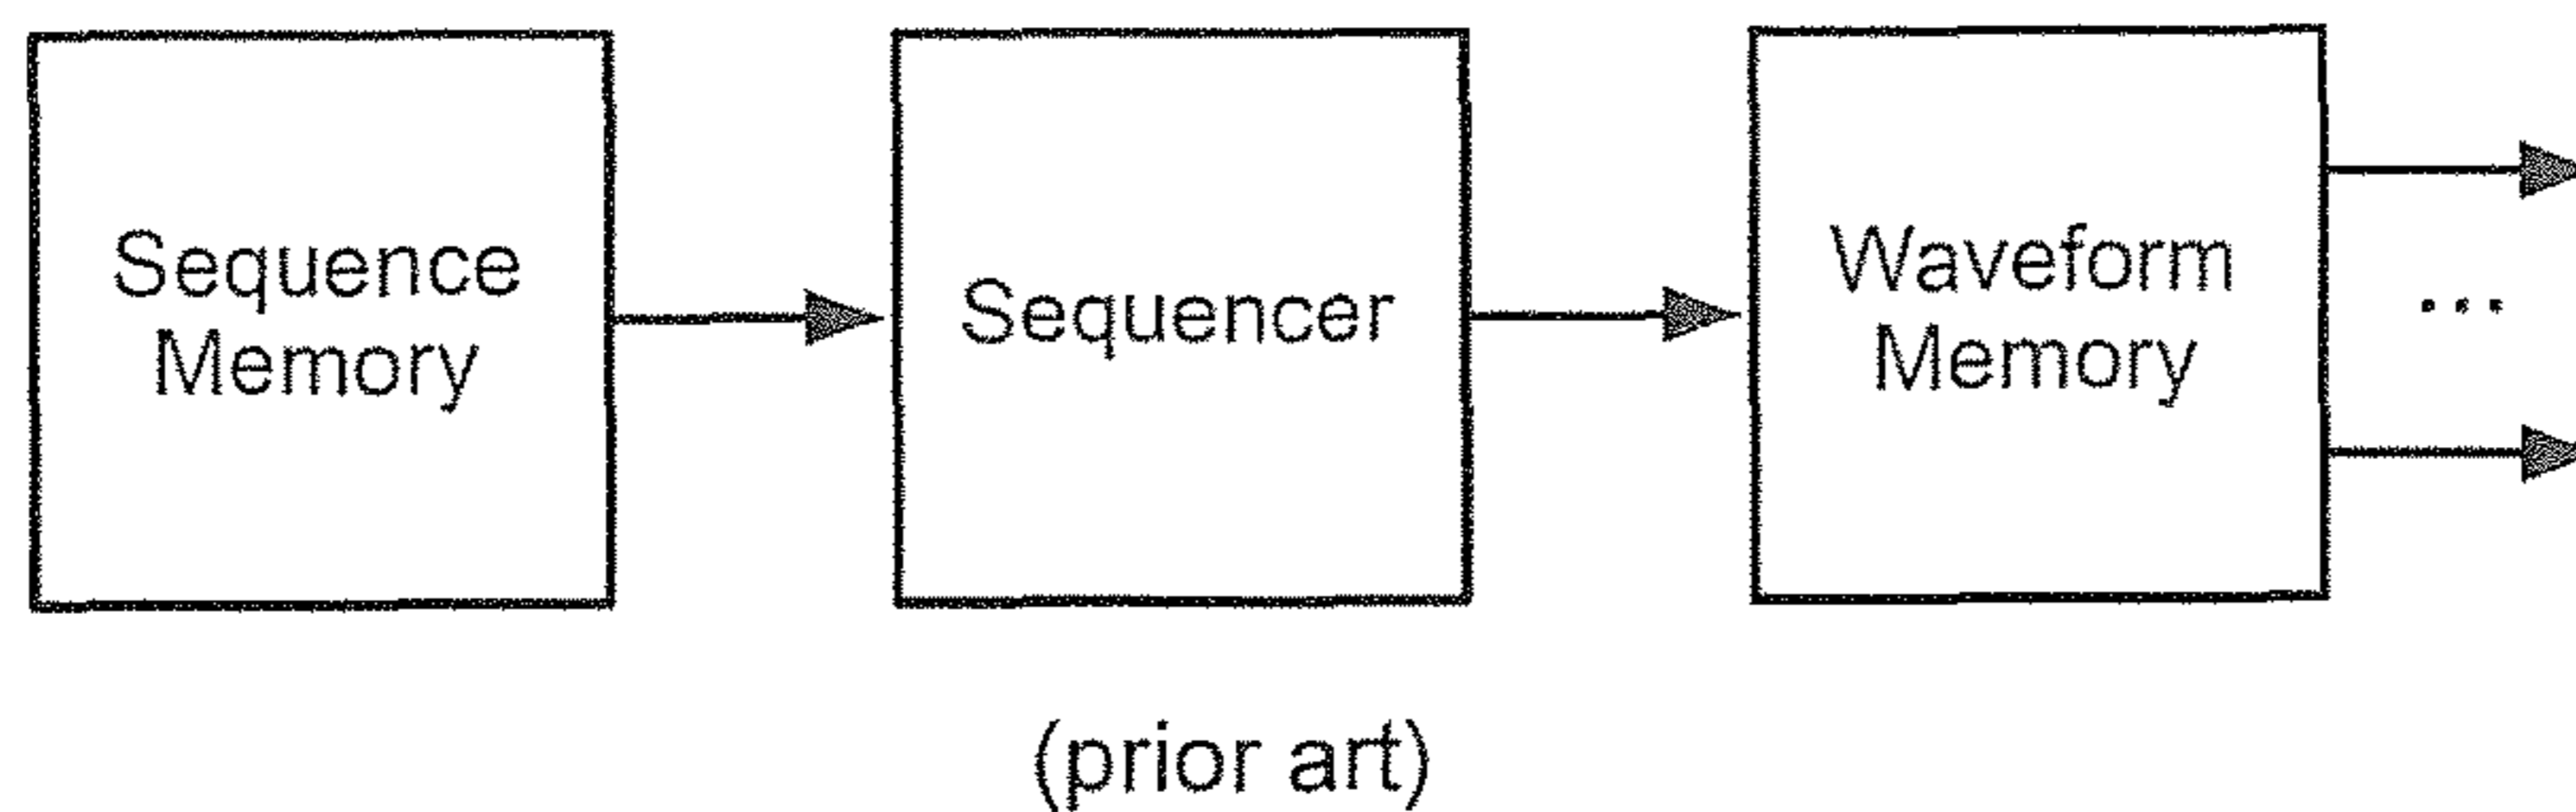 Sequence
Memory
Sequencer
Waveform
Memory
...
(prior art)